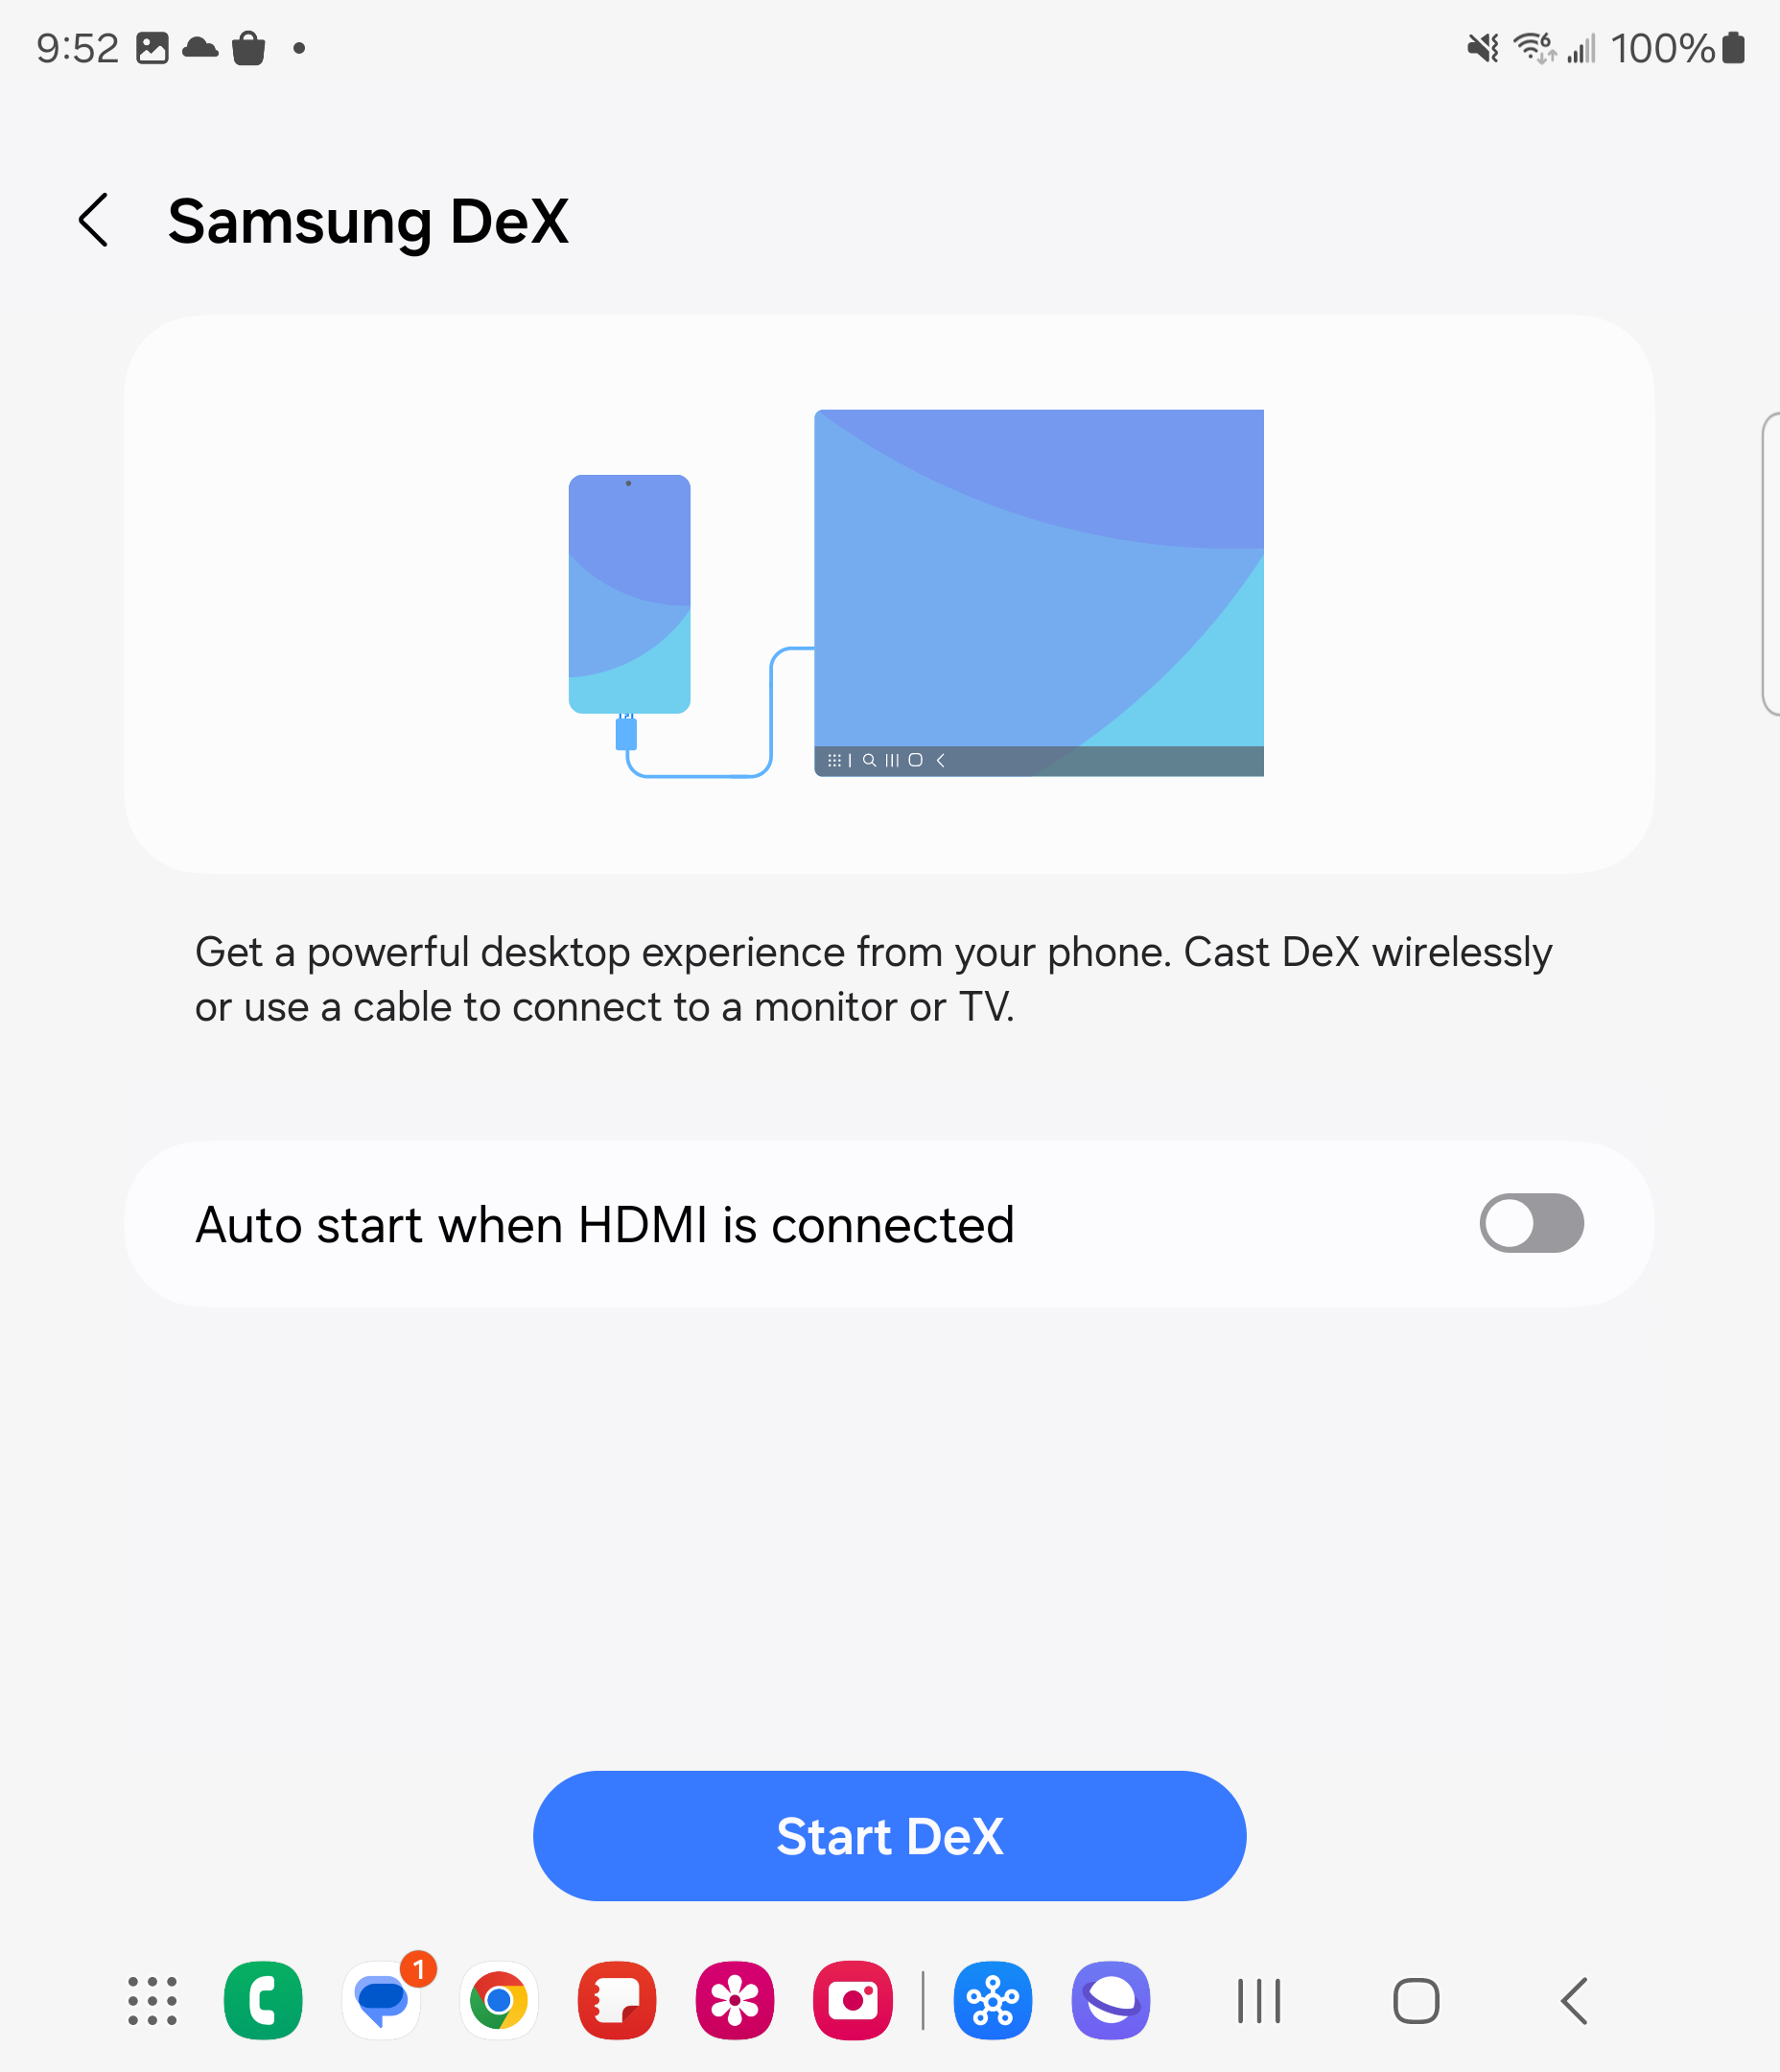 9:52
100%
Samsung DeX
Get a powerful desktop experience from your phone. Cast DeX wirelessly
or use a cable to connect to a monitor or TV.
Auto start when HDMI is connected
Start DeX
1